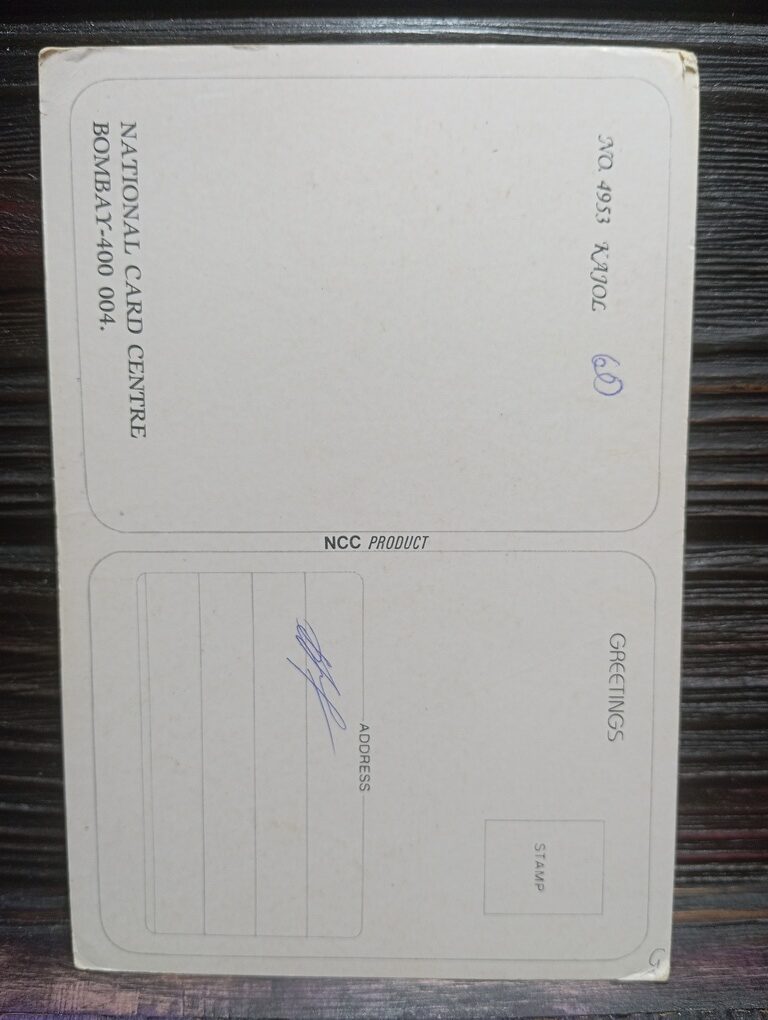 NO. 4953 KAJOL 60
NATIONAL CARD CENTRE
BOMBAY-400 004.
NCC PRODUCT
GREETINGS
STAMP
ADDRESS